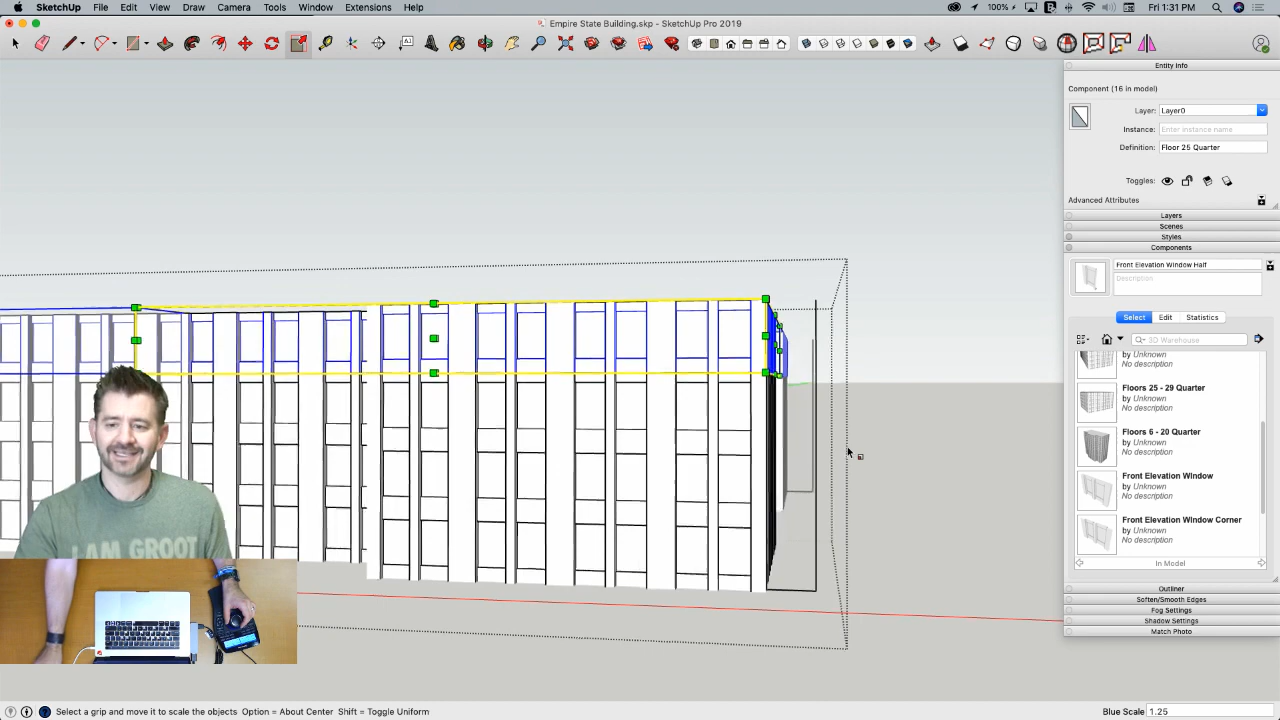 SketchUp File Edit View Draw Camera Tools Window Extensions Help
100% Fri 1:31 PM
Empire State Building.skp - SketchUp Pro 2019
Entity Info
Component (16 in model)
Layer: Layer0
Instance: Enter instance name
Definition: Floor 25 Quarter
Toggles:
Advanced Attributes
Layers
Scenes
Styles
Components
Front Elevation Window Half
Description
Select Edit Statistics
3D Warehouse
by Unknown
No description
Floors 25 - 29 Quarter
by Unknown
No description
Floors 6 - 20 Quarter
by Unknown
No description
Front Elevation WIndow
by Unknown
No description
Front Elevation WIndow Corner
by Unknown
No description
In Model
Outliner
Soften/Smooth Edges
Fog Settings
Shadow Settings
Match Photo
I AM GROOT
Select a grip and move it to scale the objects Option = About Center Shift = Toggle Uniform
Blue Scale 1.25